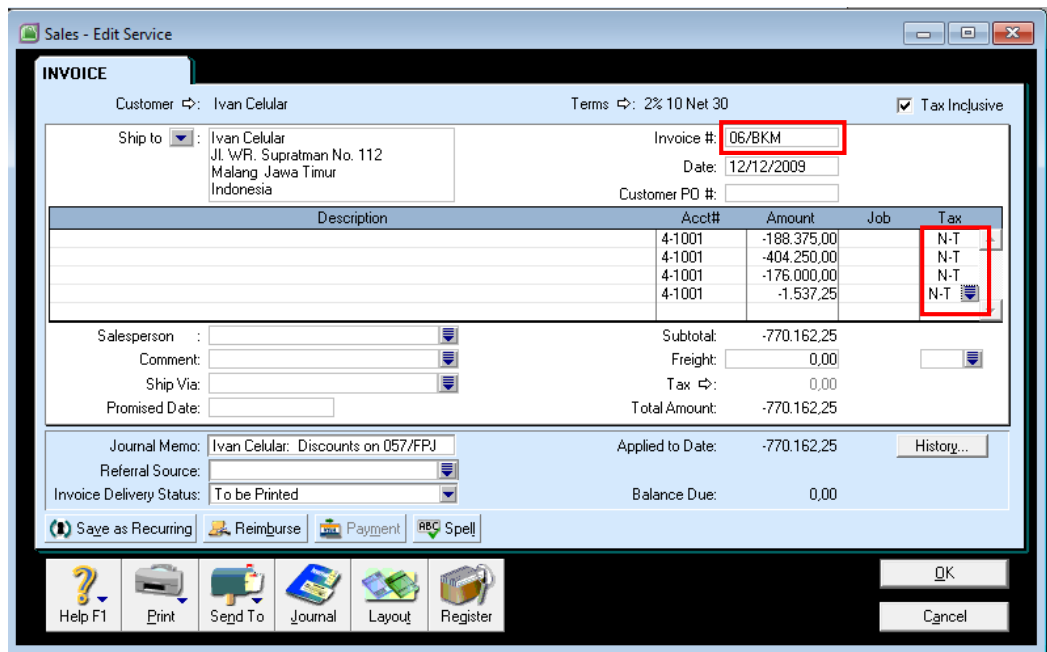 Sales - Edit Service
INVOICE
Customer ⇨: Ivan Celular Terms ⇨: 2% 10 Net 30 Tax Inclusive
Ship to : Ivan Celular Invoice #: 06/BKM
Jl. WR. Supratman No. 112
Malang Jawa Timur Date: 12/12/2009
Indonesia
Customer PO #:
Description Acct# Amount Job Tax
4-1001 -188.375,00 N-T
4-1001 -404.250,00 N-T
4-1001 -176.000,00 N-T
4-1001 -1.537,25 N-T
Salesperson : Subtotal: -770.162,25
Comment: Freight: 0,00
Ship Via: Tax ⇨: 0,00
Promised Date: Total Amount: -770.162,25
Journal Memo: Ivan Celular: Discounts on 057/FPJ Applied to Date: -770.162,25 History...
Referral Source:
Invoice Delivery Status: To be Printed Balance Due: 0,00
Save as Recurring Reimburse Payment ABC Spell
OK
Help F1 Print Send To Journal Layout Register Cancel